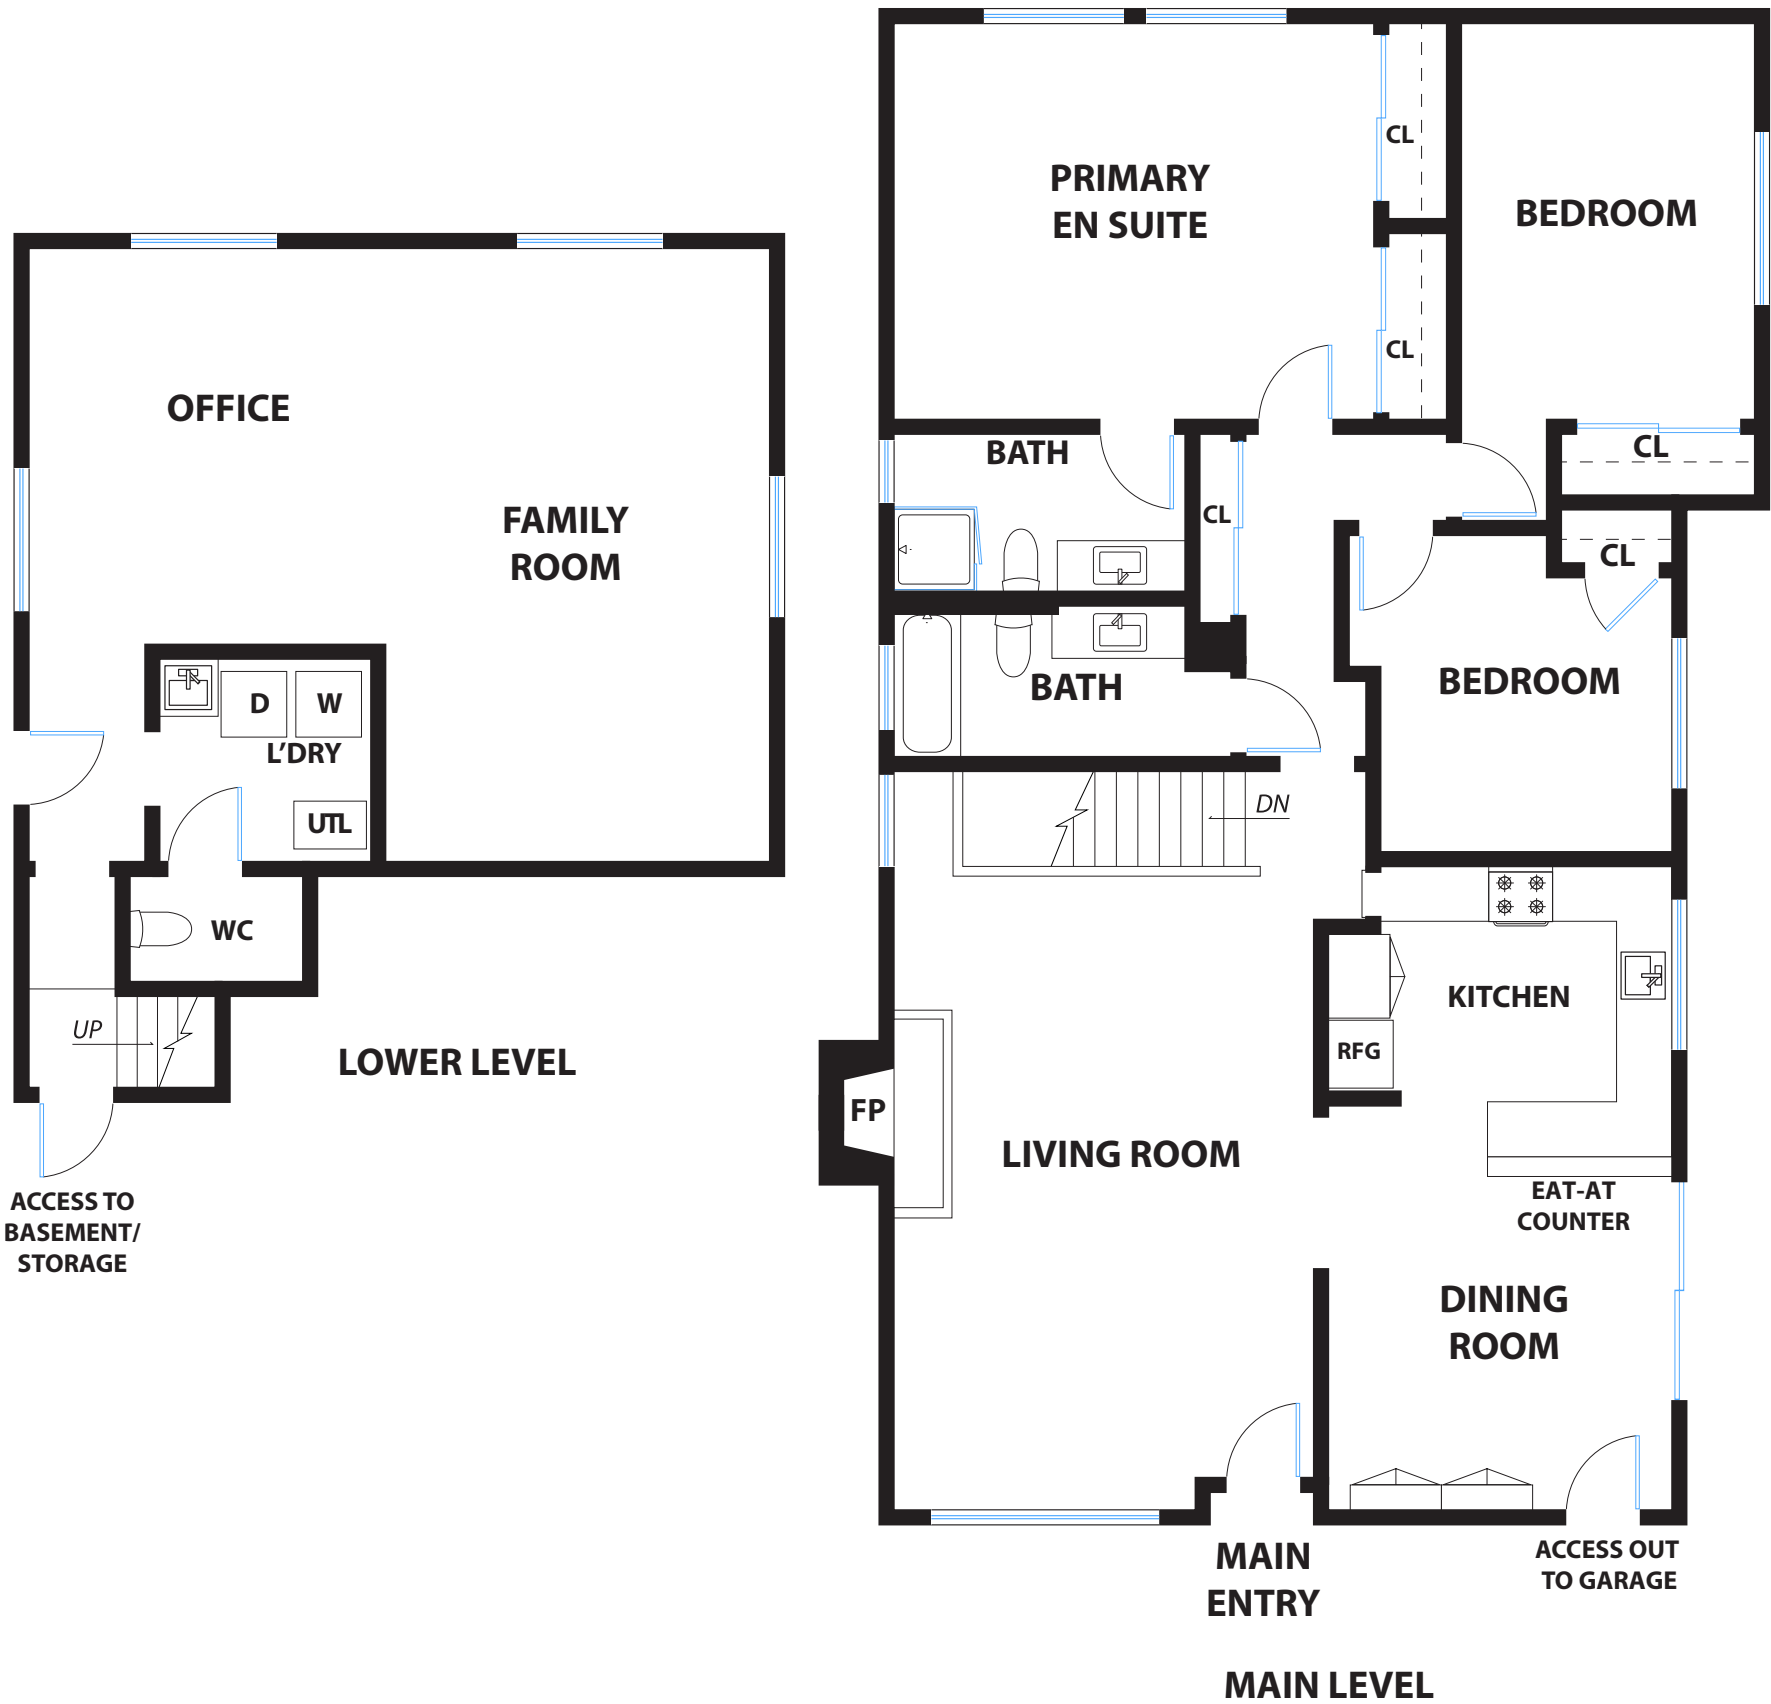 OFFICE
FAMILY
ROOM
D
W
L'DRY
UTL
WC
UP
LOWER LEVEL
ACCESS TO
BASEMENT/
STORAGE
PRIMARY
EN SUITE
CL
CL
BEDROOM
CL
BATH
CL
CL
BATH
BEDROOM
DN
KITCHEN
RFG
FP
LIVING ROOM
EAT-AT
COUNTER
DINING
ROOM
MAIN
ENTRY
ACCESS OUT
TO GARAGE
MAIN LEVEL